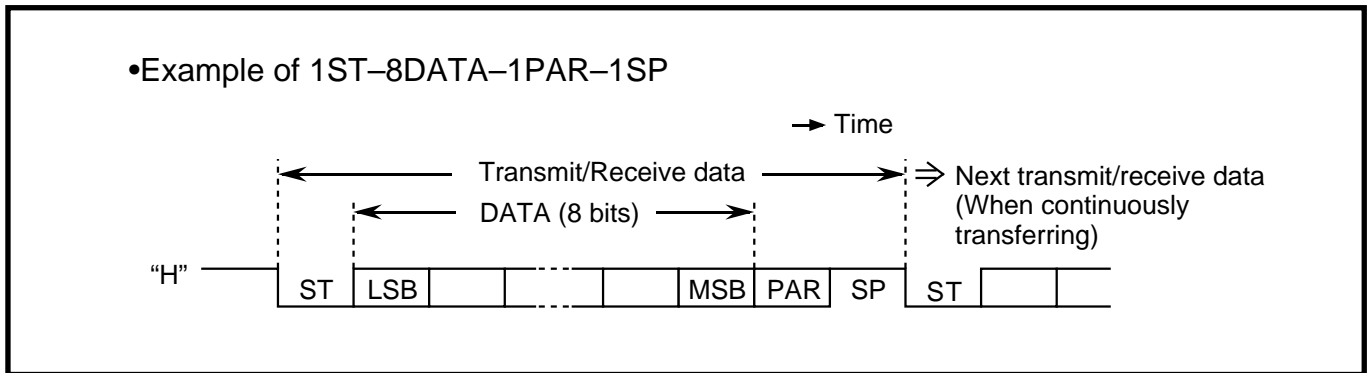 •Example of 1ST–8DATA–1PAR–1SP
→ Time
Transmit/Receive data
⇒ Next transmit/receive data
(When continuously
transferring)
DATA (8 bits)
“H”
ST LSB MSB PAR SP ST